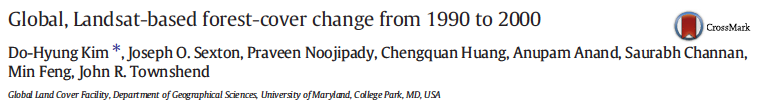 Global, Landsat-based forest-cover change from 1990 to 2000
CrossMark
Do-Hyung Kim *, Joseph O. Sexton, Praveen Noojipady, Chengquan Huang, Anupam Anand, Saurabh Channan,
Min Feng, John R. Townshend
Global Land Cover Facility, Department of Geographical Sciences, University of Maryland, College Park, MD, USA